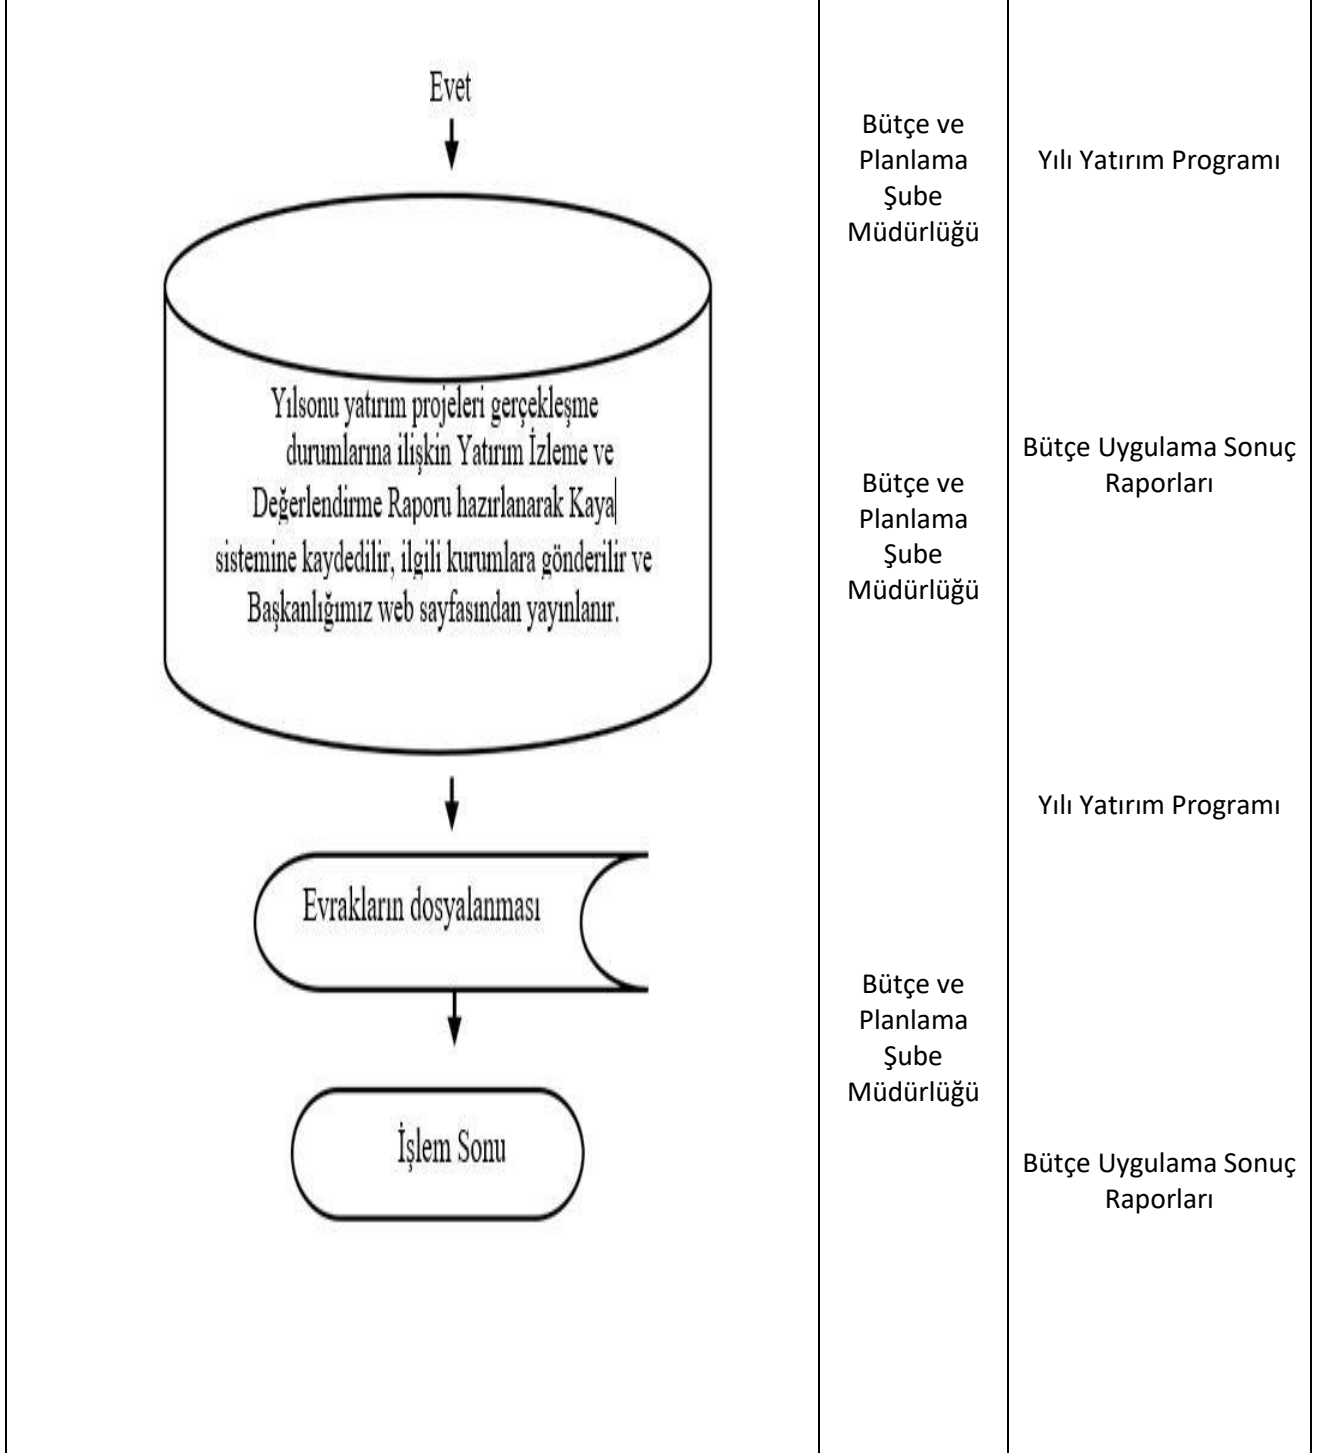 Evet
Yılsonu yatırım projeleri gerçekleşme
durumlarına ilişkin Yatırım İzleme ve
Değerlendirme Raporu hazırlanarak Kaya
sistemine kaydedilir, ilgili kurumlara gönderilir ve
Başkanlığımız web sayfasından yayınlanır.
Evrakların dosyalanması
İşlem Sonu
Bütçe ve
Planlama
Şube
Müdürlüğü
Bütçe ve
Planlama
Şube
Müdürlüğü
Bütçe ve
Planlama
Şube
Müdürlüğü
Yılı Yatırım Programı
Bütçe Uygulama Sonuç
Raporları
Yılı Yatırım Programı
Bütçe Uygulama Sonuç
Raporları